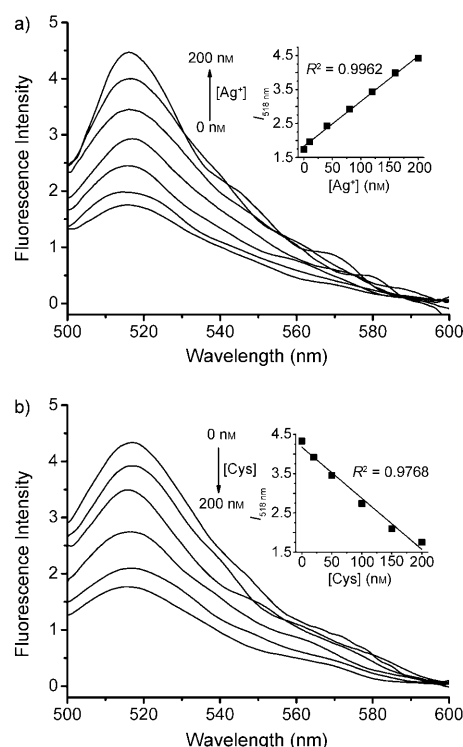 a)
5
4
3
2
1
0
Fluorescence Intensity
200 nM
[Ag⁺]
0 nM
4.5
3.5
2.5
1.5
I518 nm
R² = 0.9962
0 50 100 150 200
[Ag⁺] (nM)
500 520 540 560 580 600
Wavelength (nm)
b)
5
4
3
2
1
0
Fluorescence Intensity
0 nM
[Cys]
200 nM
4.5
3.5
2.5
1.5
I518 nm
R² = 0.9768
0 50 100 150 200
[Cys] (nM)
500 520 540 560 580 600
Wavelength (nm)